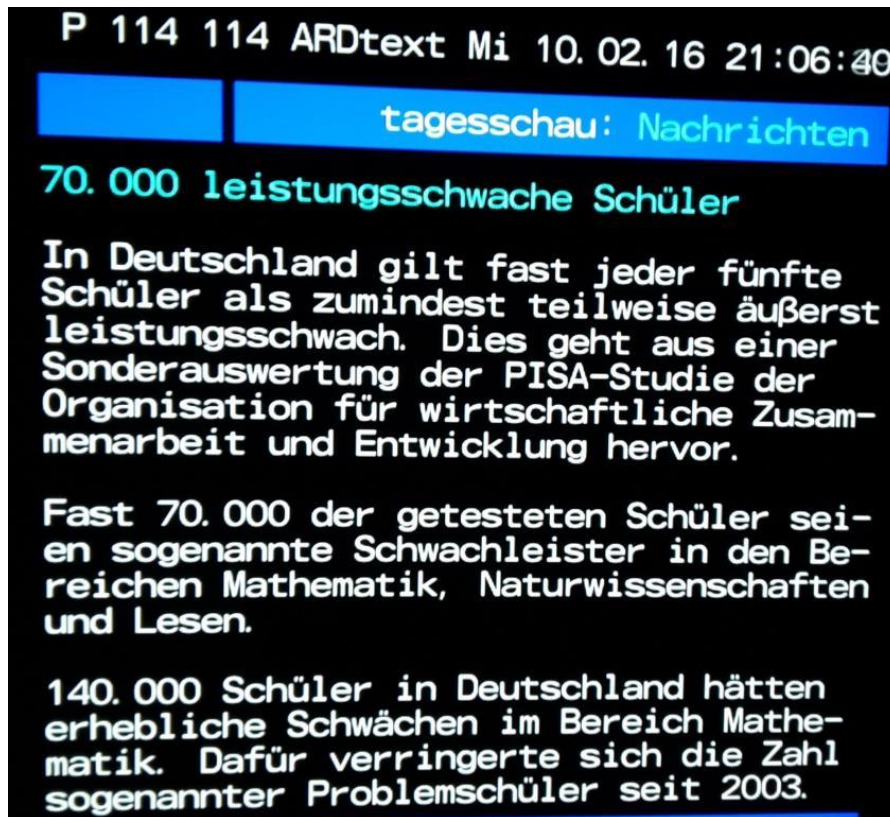 P 114 114 ARDtext Mi 10.02.16 21:06:
tagesschau: Nachrichten
70.000 leistungsschwache Schüler
In Deutschland gilt fast jeder fünfte
Schüler als zumindest teilweise äußerst
leistungsschwach. Dies geht aus einer
Sonderauswertung der PISA-Studie der
Organisation für wirtschaftliche Zusam-
menarbeit und Entwicklung hervor.
Fast 70.000 der getesteten Schüler sei-
en sogenannte Schwachleister in den Be-
reichen Mathematik, Naturwissenschaften
und Lesen.
140.000 Schüler in Deutschland hätten
erhebliche Schwächen im Bereich Mathe-
matik. Dafür verringerte sich die Zahl
sogenannter Problemschüler seit 2003.